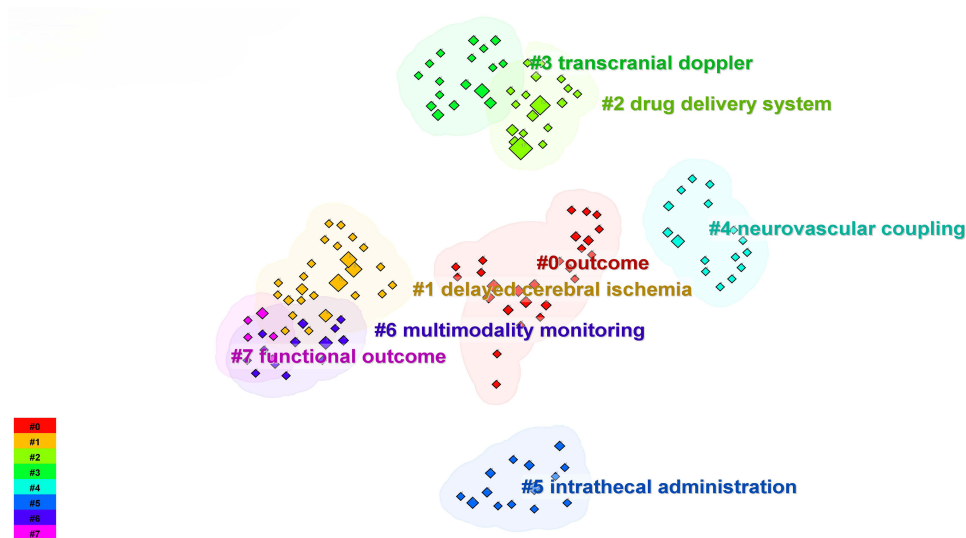 #3 transcranial doppler
#2 drug delivery system
#4 neurovascular coupling
#0 outcome
#1 delayed cerebral ischemia
#6 multimodality monitoring
#7 functional outcome
#5 intrathecal administration
#0
#1
#2
#3
#4
#5
#6
#7